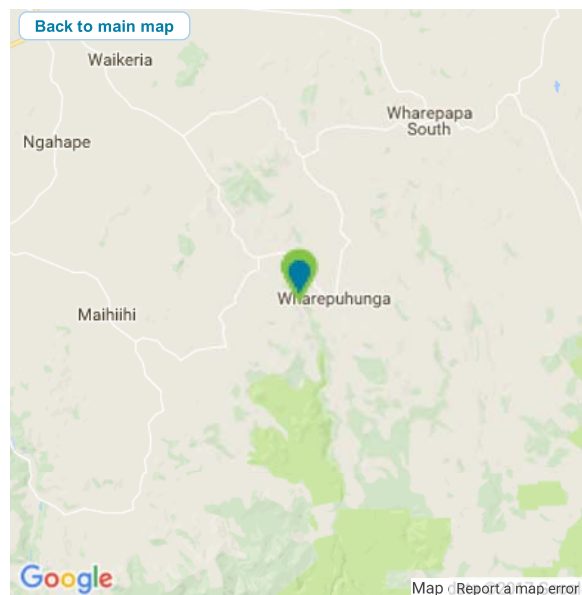 Back to main map
Waikeria
Wharepapa
South
Ngahape
Wharepuhunga
Maihiihi
Google
Map
Report a map error